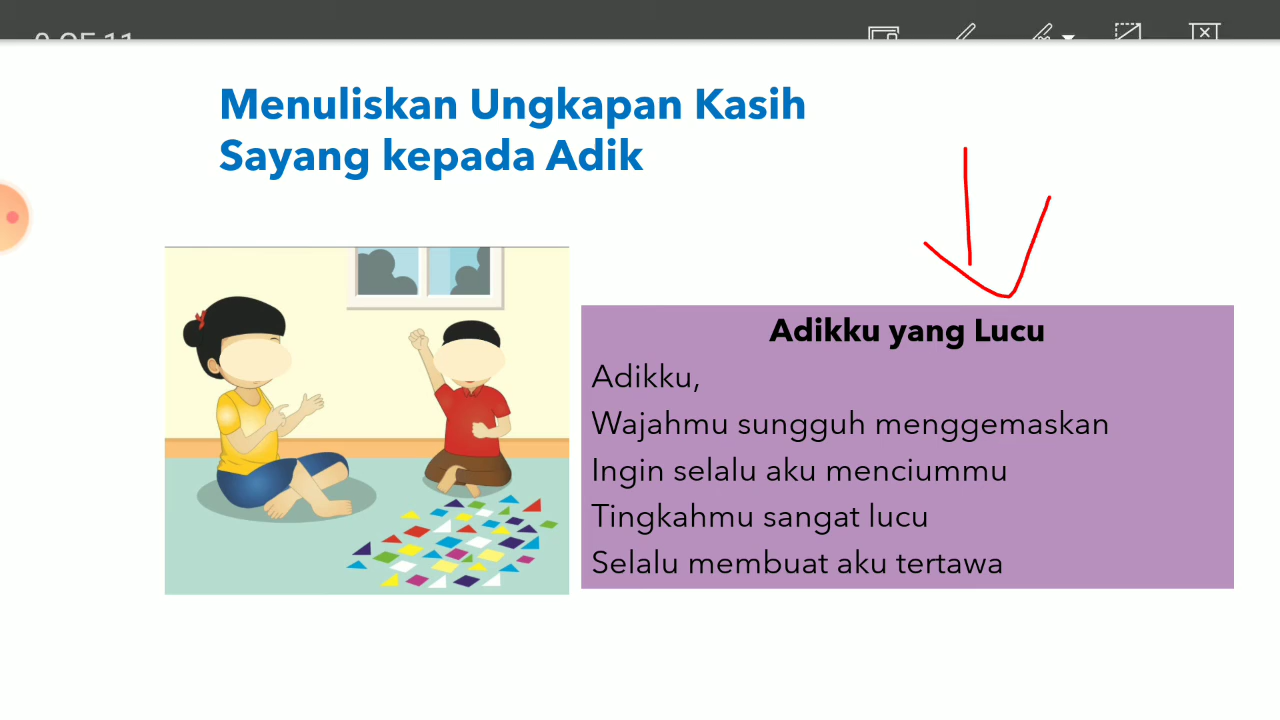 Menuliskan Ungkapan Kasih
Sayang kepada Adik
Adikku yang Lucu
Adikku,
Wajahmu sungguh menggemaskan
Ingin selalu aku menciummu
Tingkahmu sangat lucu
Selalu membuat aku tertawa